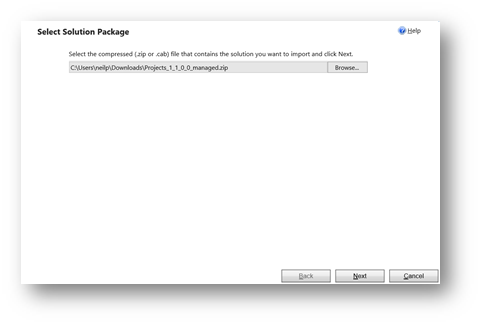 Select Solution Package
Help
Select the compressed (.zip or .cab) file that contains the solution you want to import and click Next.
C:\Users\neilp\Downloads\Projects_1_1_0_0_managed.zip
Browse...
Back
Next
Cancel